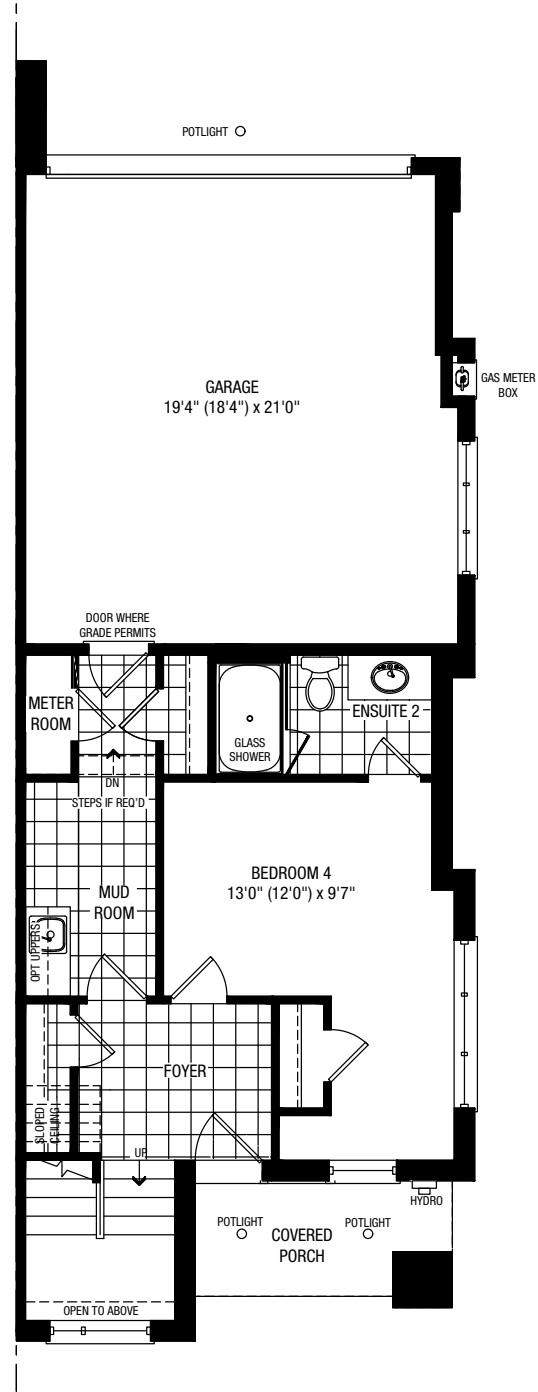 POTLIGHT
GAS METER
BOX
GARAGE
19'4" (18'4") x 21'0"
DOOR WHERE
GRADE PERMITS
METER
ROOM
GLASS
SHOWER
ENSUITE 2
DN
STEPS IF REQ'D
BEDROOM 4
13'0" (12'0") x 9'7"
MUD
ROOM
OPT UPPERS
FOYER
SLOPED
CEILING
UP
HYDRO
POTLIGHT
POTLIGHT
COVERED
PORCH
OPEN TO ABOVE